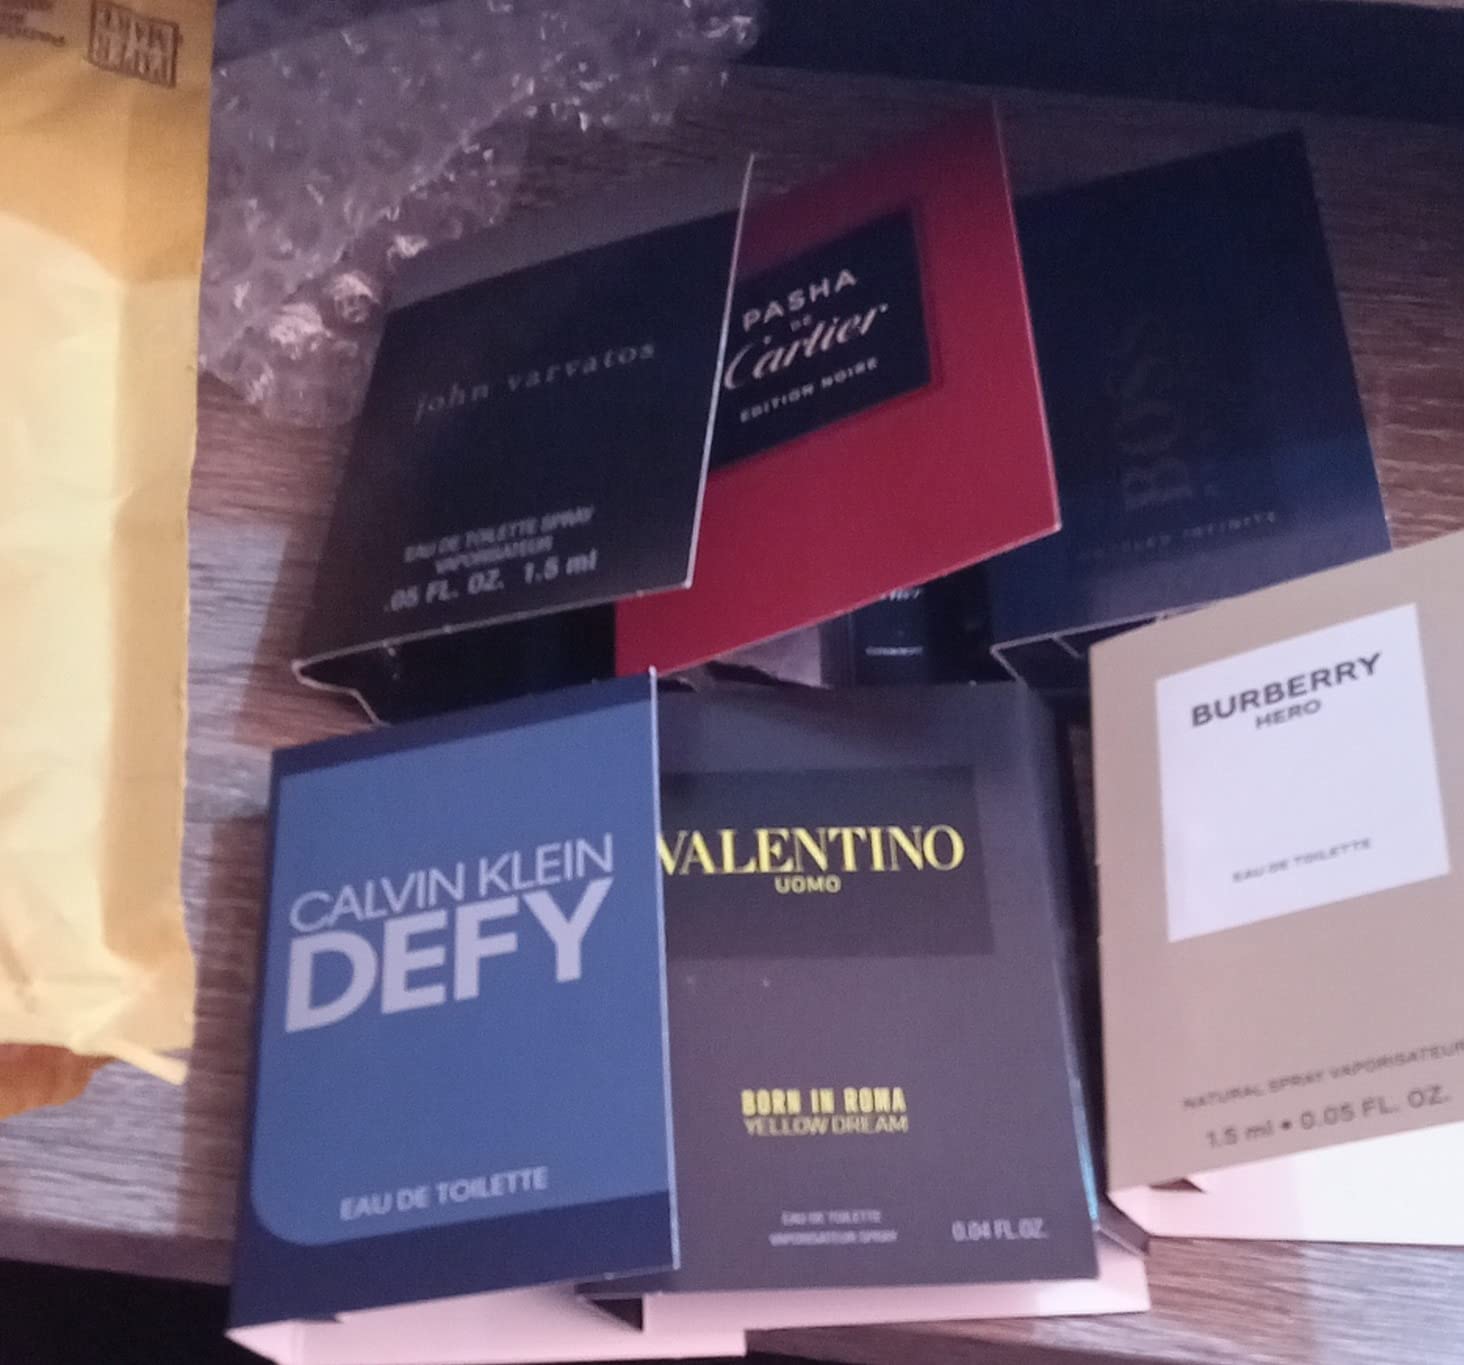 john varvatos
EAU DE TOILETTE SPRAY
VAPORISATEUR
.05 FL. OZ. 1.5 ml
PASHA
DE
Cartier
EDITION NOIRE
BOSS
CALVIN KLEIN
DEFY
EAU DE TOILETTE
VALENTINO
UOMO
BORN IN ROMA
YELLOW DREAM
EAU DE TOILETTE
VAPORISATEUR SPRAY
0.04 FL.OZ.
BURBERRY
HERO
EAU DE TOILETTE
NATURAL SPRAY VAPORISATEUR
1.5 ml • 0.05 FL. OZ.